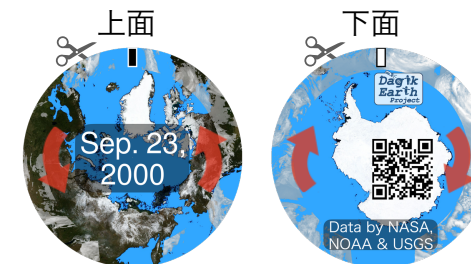 上面
下面
Sep. 23,
2000
Dagik
Earth
Project
Data by NASA,
NOAA & USGS